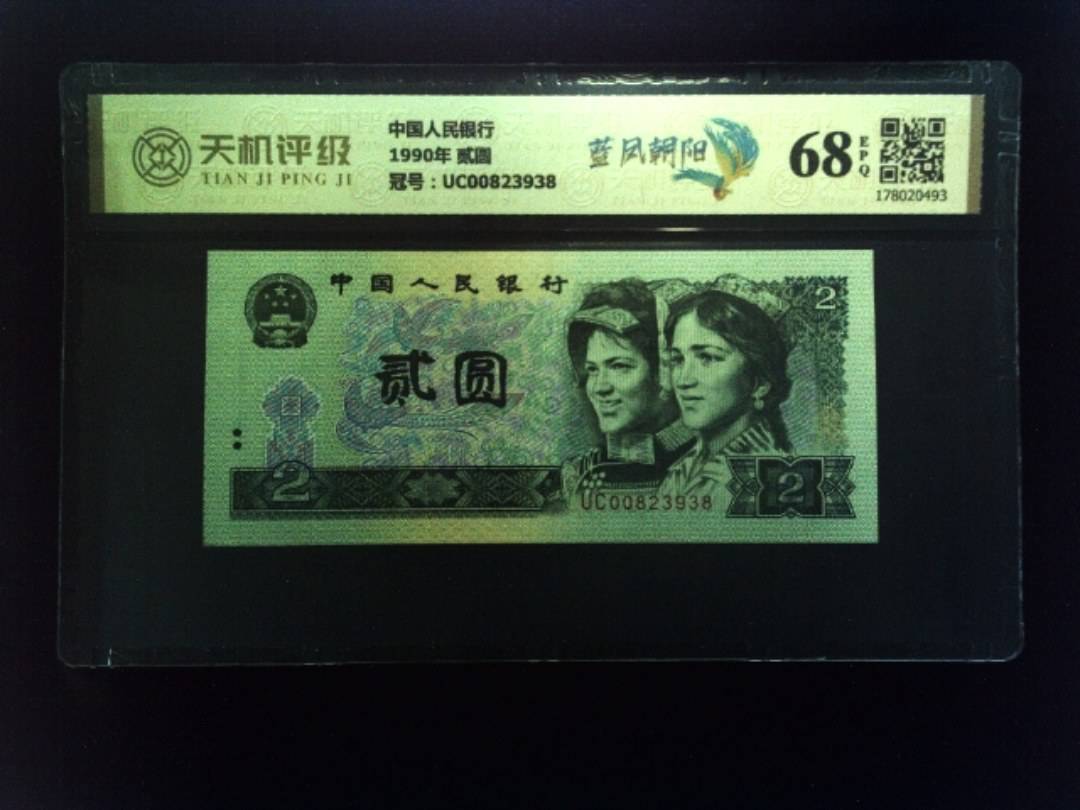 天机评级
TIAN JI PING JI
中国人民银行
1990年 贰圆
冠号：UC00823938
蓝凤朝阳
68
EPQ
178020493
中国人民银行
2
贰圆
2
2
UC00823938